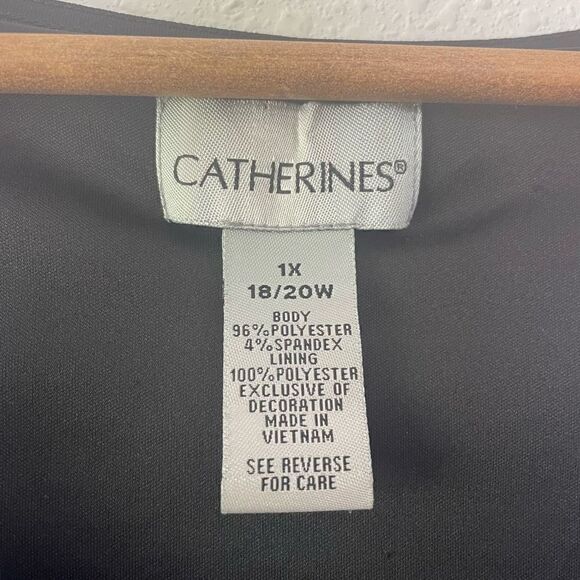 CATHERINES®
1X
18/20W
BODY
96%POLYESTER
4%SPANDEX
LINING
100%POLYESTER
EXCLUSIVE OF
DECORATION
MADE IN
VIETNAM
SEE REVERSE
FOR CARE